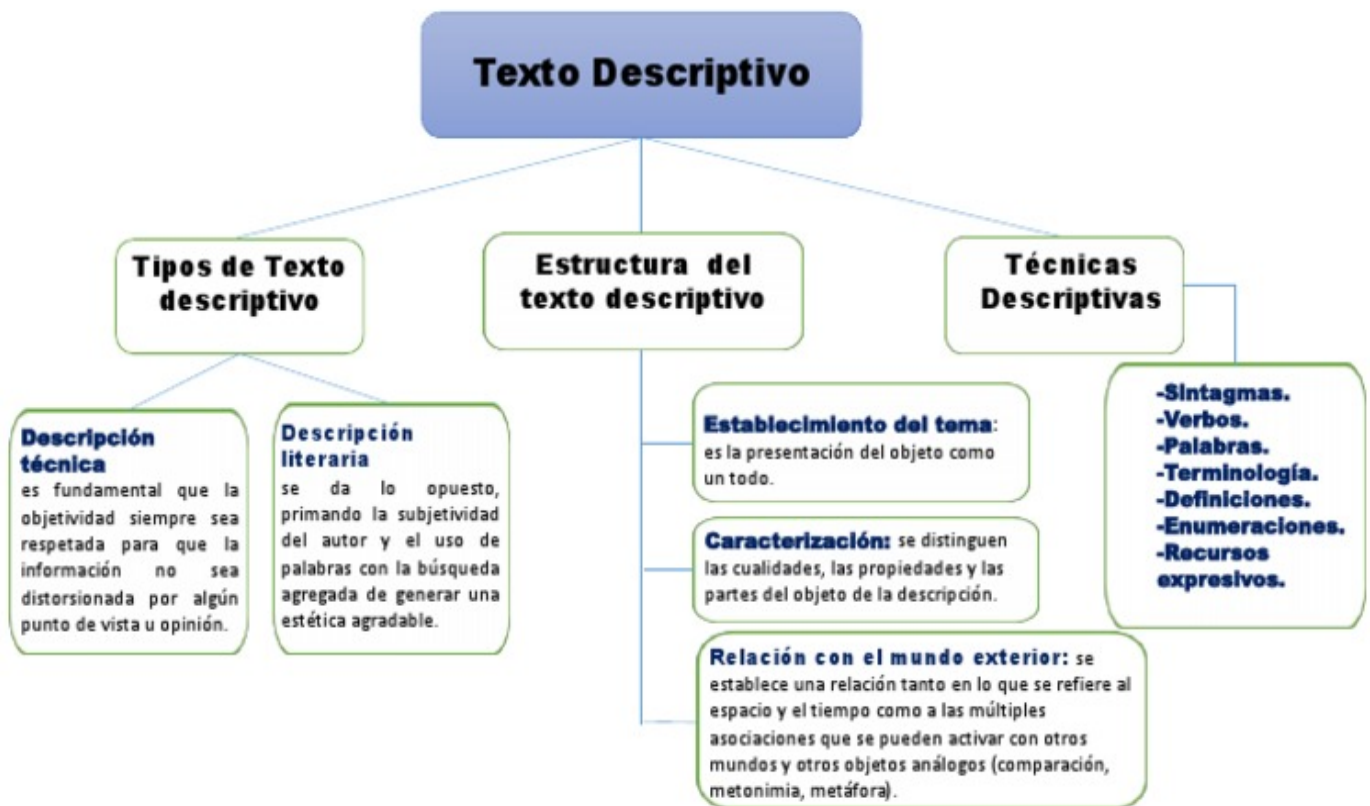 Texto Descriptivo
Tipos de Texto
descriptivo
Descripción
técnica
es fundamental que la
objetividad siempre sea
respetada para que la
información no sea
distorsionada por algún
punto de vista u opinión.
Descripción
literaria
se da lo opuesto,
primando la subjetividad
del autor y el uso de
palabras con la búsqueda
agregada de generar una
estética agradable.
Estructura del
texto descriptivo
Establecimiento del tema:
es la presentación del objeto como
un todo.
Caracterización: se distinguen
las cualidades, las propiedades y las
partes del objeto de la descripción.
Relación con el mundo exterior: se
establece una relación tanto en lo que se refiere al
espacio y el tiempo como a las múltiples
asociaciones que se pueden activar con otros
mundos y otros objetos análogos (comparación,
metonimia, metáfora).
Técnicas
Descriptivas
-Sintagmas.
-Verbos.
-Palabras.
-Terminología.
-Definiciones.
-Enumeraciones.
-Recursos
expresivos.